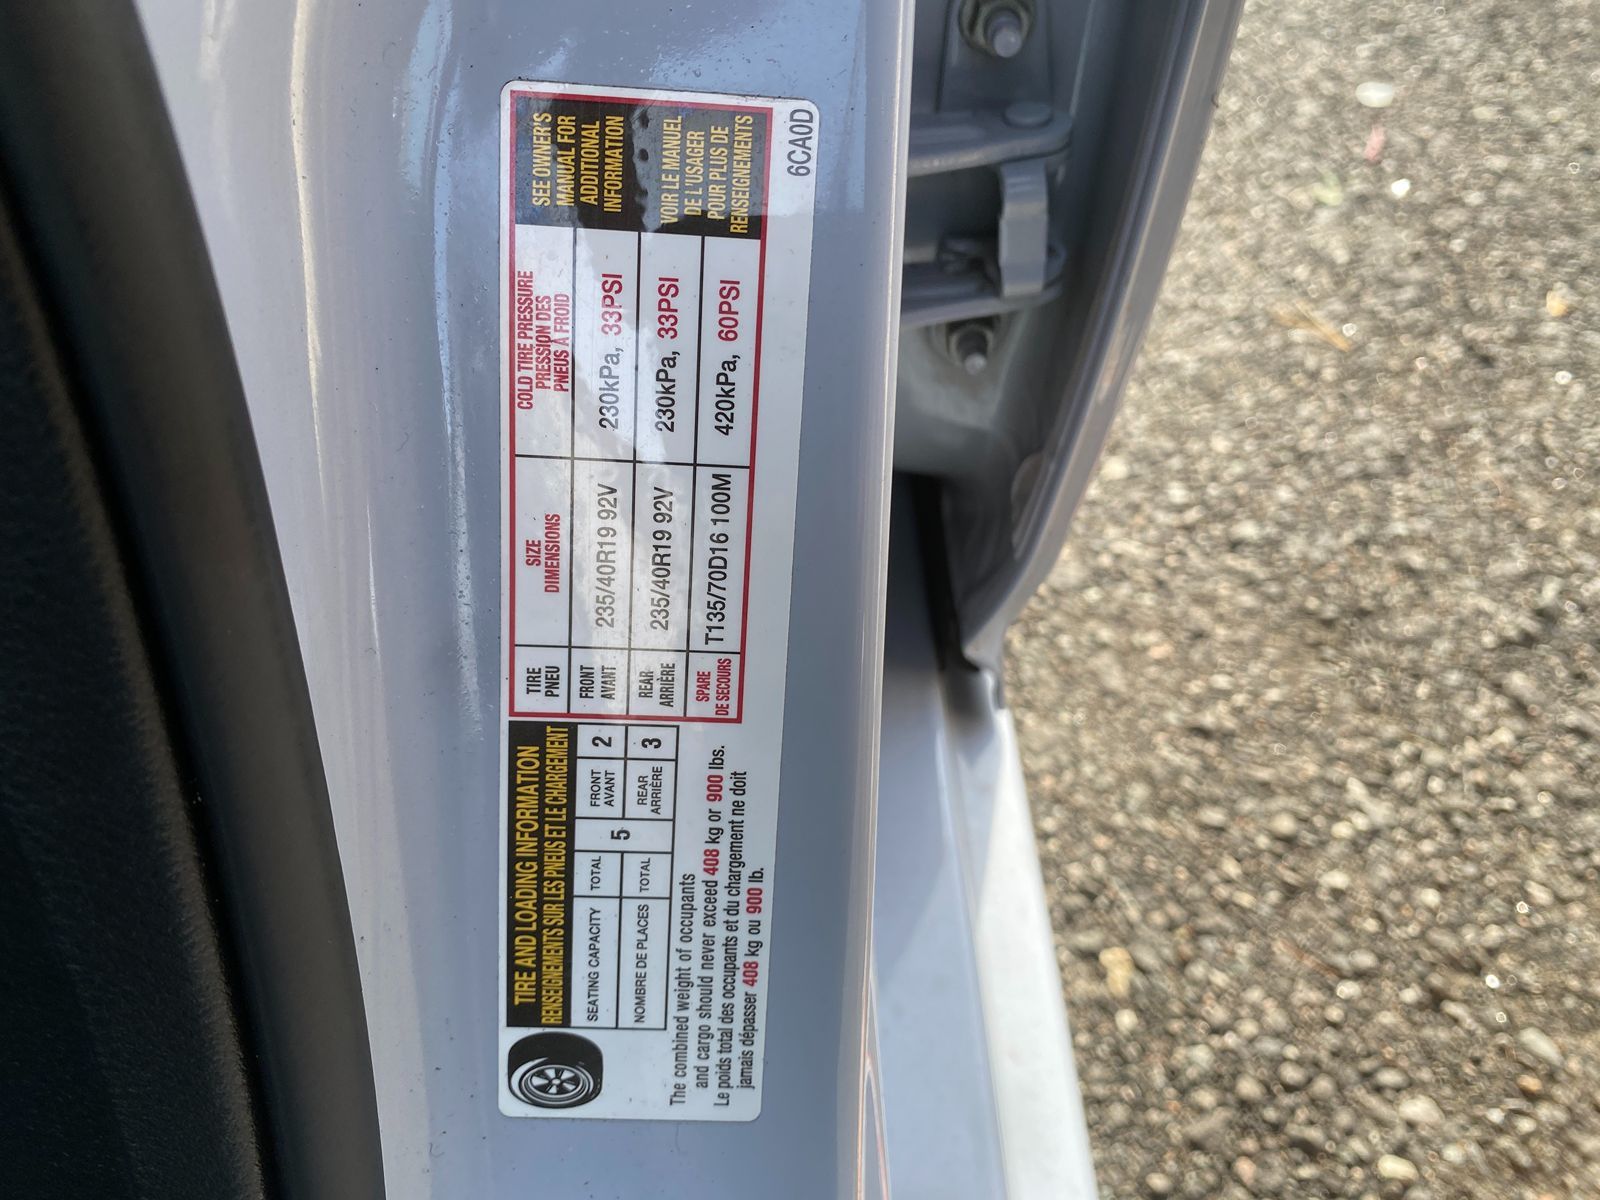 TIRE AND LOADING INFORMATION
RENSEIGNEMENTS SUR LES PNEUS ET LE CHARGEMENT
SEATING CAPACITY TOTAL 5 FRONT AVANT 2
NOMBRE DE PLACES TOTAL REAR ARRIÈRE 3
The combined weight of occupants
and cargo should never exceed 408 kg or 900 lbs.
Le poids total des occupants et du chargement ne doit
jamais dépasser 408 kg ou 900 lb.
TIRE PNEU SIZE DIMENSIONS COLD TIRE PRESSURE PRESSION DES PNEUS À FROID
FRONT AVANT 235/40R19 92V 230kPa, 33PSI
REAR ARRIÈRE 235/40R19 92V 230kPa, 33PSI
SPARE DE SECOURS T135/70D16 100M 420kPa, 60PSI
SEE OWNER'S
MANUAL FOR
ADDITIONAL
INFORMATION
VOIR LE MANUEL
DE L'USAGER
POUR PLUS DE
RENSEIGNEMENTS
6CA0D